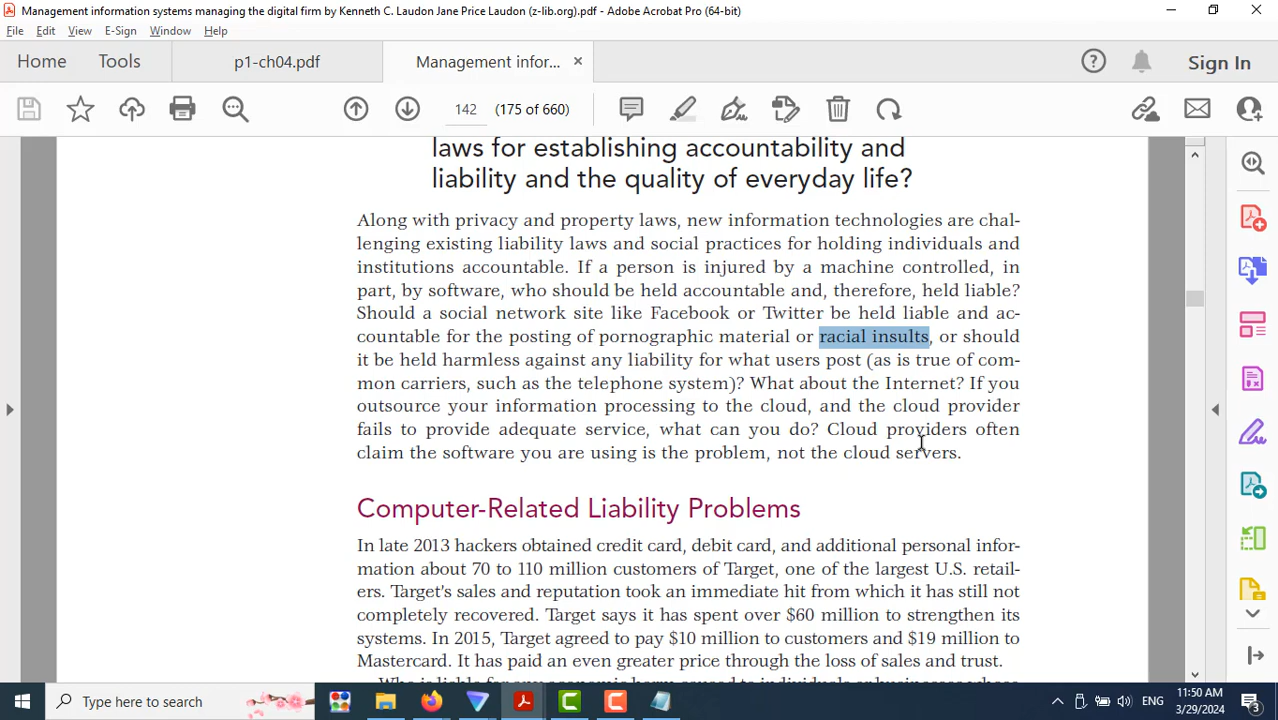 Management information systems managing the digital firm by Kenneth C. Laudon Jane Price Laudon (z-lib.org).pdf - Adobe Acrobat Pro (64-bit)
File Edit View E-Sign Window Help
Home Tools p1-ch04.pdf Management infor... × Sign In
142 (175 of 660)
laws for establishing accountability and
liability and the quality of everyday life?
Along with privacy and property laws, new information technologies are chal-
lenging existing liability laws and social practices for holding individuals and
institutions accountable. If a person is injured by a machine controlled, in
part, by software, who should be held accountable and, therefore, held liable?
Should a social network site like Facebook or Twitter be held liable and ac-
countable for the posting of pornographic material or racial insults, or should
it be held harmless against any liability for what users post (as is true of com-
mon carriers, such as the telephone system)? What about the Internet? If you
outsource your information processing to the cloud, and the cloud provider
fails to provide adequate service, what can you do? Cloud providers often
claim the software you are using is the problem, not the cloud servers.
Computer-Related Liability Problems
In late 2013 hackers obtained credit card, debit card, and additional personal infor-
mation about 70 to 110 million customers of Target, one of the largest U.S. retail-
ers. Target's sales and reputation took an immediate hit from which it has still not
completely recovered. Target says it has spent over $60 million to strengthen its
systems. In 2015, Target agreed to pay $10 million to customers and $19 million to
Mastercard. It has paid an even greater price through the loss of sales and trust.
Type here to search
ENG
11:50 AM
3/29/2024
3